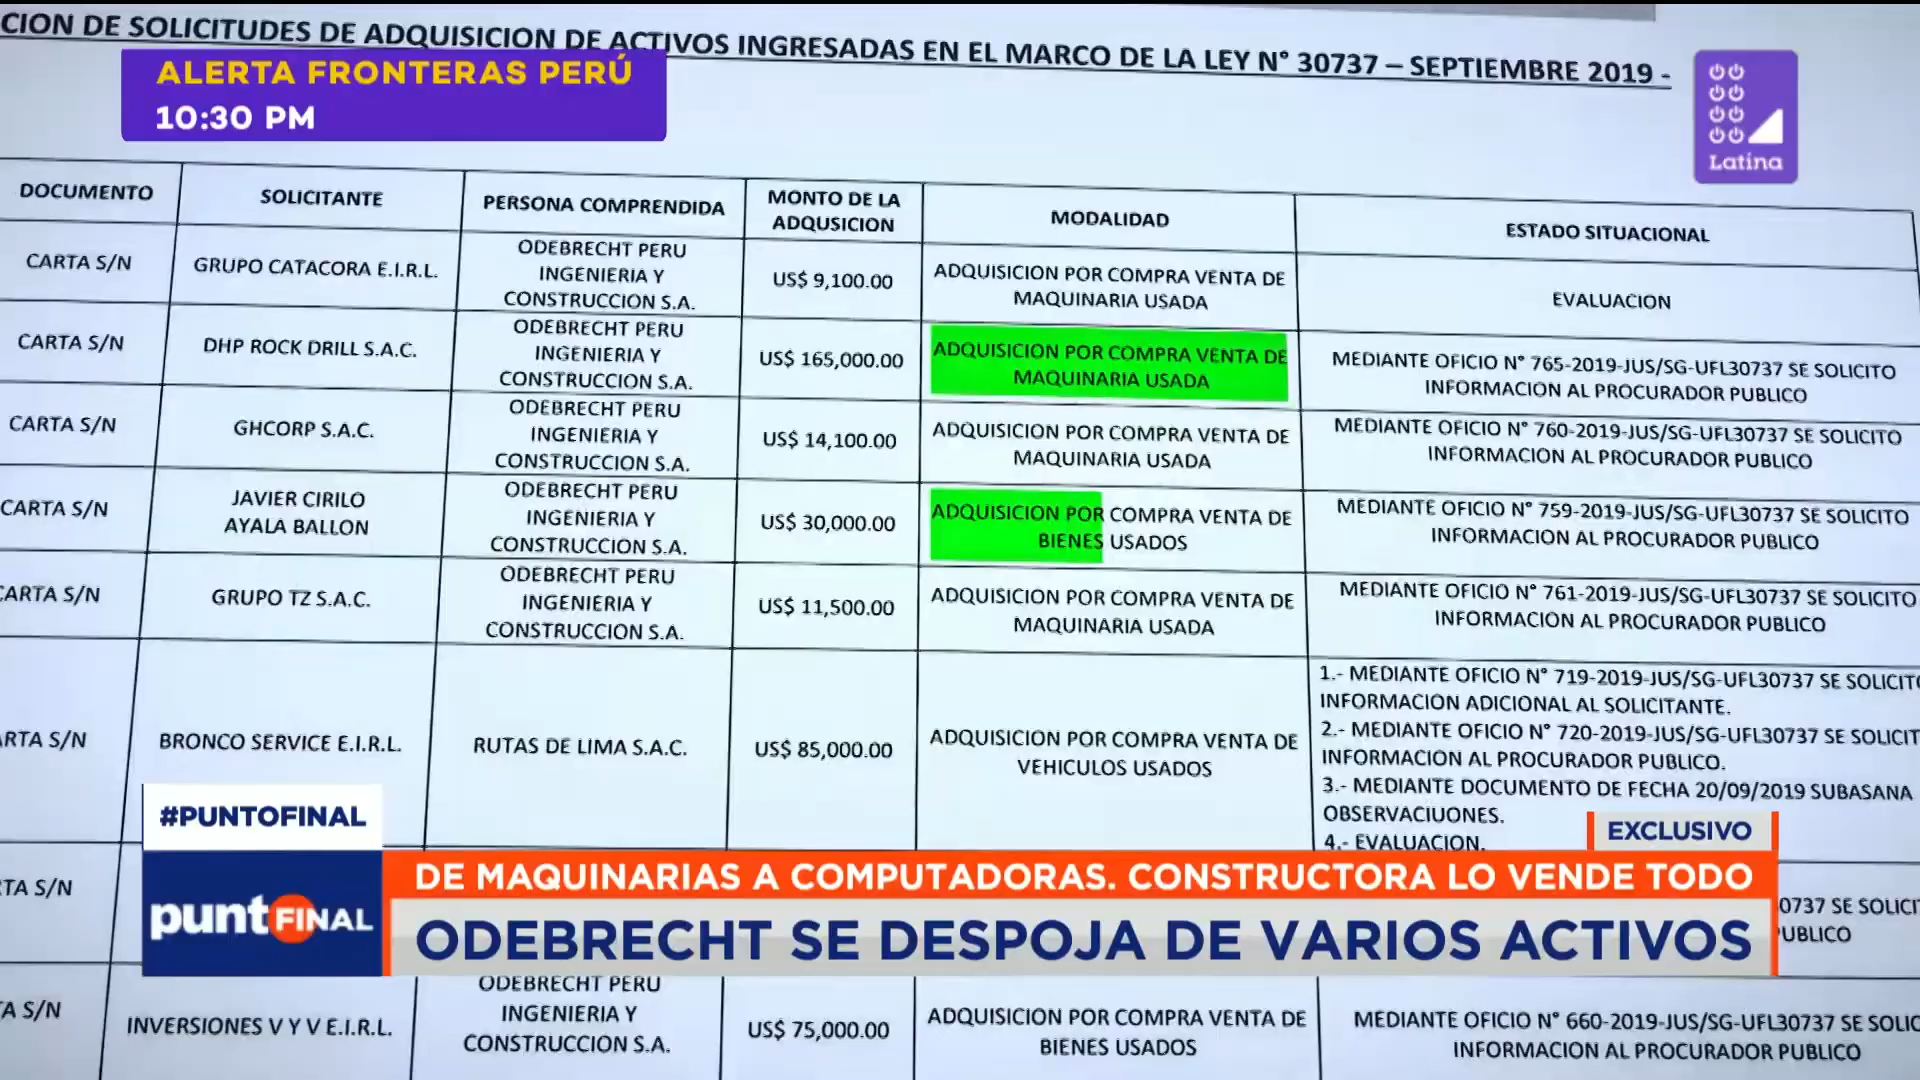 CION DE SOLICITUDES DE ADQUISICION DE ACTIVOS INGRESADAS EN EL MARCO DE LA LEY N° 30737 – SEPTIEMBRE 2019 -
ALERTA FRONTERAS PERÚ
10:30 PM
Latina
DOCUMENTO
SOLICITANTE
PERSONA COMPRENDIDA
MONTO DE LA
ADQUSICION
MODALIDAD
ESTADO SITUACIONAL
CARTA S/N
GRUPO CATACORA E.I.R.L.
ODEBRECHT PERU
INGENIERIA Y
CONSTRUCCION S.A.
US$ 9,100.00
ADQUISICION POR COMPRA VENTA DE
MAQUINARIA USADA
EVALUACION
CARTA S/N
DHP ROCK DRILL S.A.C.
ODEBRECHT PERU
INGENIERIA Y
CONSTRUCCION S.A.
US$ 165,000.00
ADQUISICION POR COMPRA VENTA DE
MAQUINARIA USADA
MEDIANTE OFICIO N° 765-2019-JUS/SG-UFL30737 SE SOLICITO
INFORMACION AL PROCURADOR PUBLICO
CARTA S/N
GHCORP S.A.C.
ODEBRECHT PERU
INGENIERIA Y
CONSTRUCCION S.A.
US$ 14,100.00
ADQUISICION POR COMPRA VENTA DE
MAQUINARIA USADA
MEDIANTE OFICIO N° 760-2019-JUS/SG-UFL30737 SE SOLICITO
INFORMACION AL PROCURADOR PUBLICO
CARTA S/N
JAVIER CIRILO
AYALA BALLON
ODEBRECHT PERU
INGENIERIA Y
CONSTRUCCION S.A.
US$ 30,000.00
ADQUISICION POR COMPRA VENTA DE
BIENES USADOS
MEDIANTE OFICIO N° 759-2019-JUS/SG-UFL30737 SE SOLICITO
INFORMACION AL PROCURADOR PUBLICO
CARTA S/N
GRUPO TZ S.A.C.
ODEBRECHT PERU
INGENIERIA Y
CONSTRUCCION S.A.
US$ 11,500.00
ADQUISICION POR COMPRA VENTA DE
MAQUINARIA USADA
MEDIANTE OFICIO N° 761-2019-JUS/SG-UFL30737 SE SOLICITO
INFORMACION AL PROCURADOR PUBLICO
RTA S/N
BRONCO SERVICE E.I.R.L.
RUTAS DE LIMA S.A.C.
US$ 85,000.00
ADQUISICION POR COMPRA VENTA DE
VEHICULOS USADOS
1.- MEDIANTE OFICIO N° 719-2019-JUS/SG-UFL30737 SE SOLICITO
INFORMACION ADICIONAL AL SOLICITANTE.
2.- MEDIANTE OFICIO N° 720-2019-JUS/SG-UFL30737 SE SOLICIT
INFORMACION AL PROCURADOR PUBLICO.
3.- MEDIANTE DOCUMENTO DE FECHA 20/09/2019 SUBASANA
OBSERVACIUONES.
4.- EVALUACION.
#PUNTOFINAL
EXCLUSIVO
TA S/N
0737 SE SOLICI
UBLICO
DE MAQUINARIAS A COMPUTADORAS. CONSTRUCTORA LO VENDE TODO
punto FINAL
ODEBRECHT SE DESPOJA DE VARIOS ACTIVOS
A S/N
INVERSIONES V Y V E.I.R.L.
ODEBRECHT PERU
INGENIERIA Y
CONSTRUCCION S.A.
US$ 75,000.00
ADQUISICION POR COMPRA VENTA DE
BIENES USADOS
MEDIANTE OFICIO N° 660-2019-JUS/SG-UFL30737 SE SOLIC
INFORMACION AL PROCURADOR PUBLICO